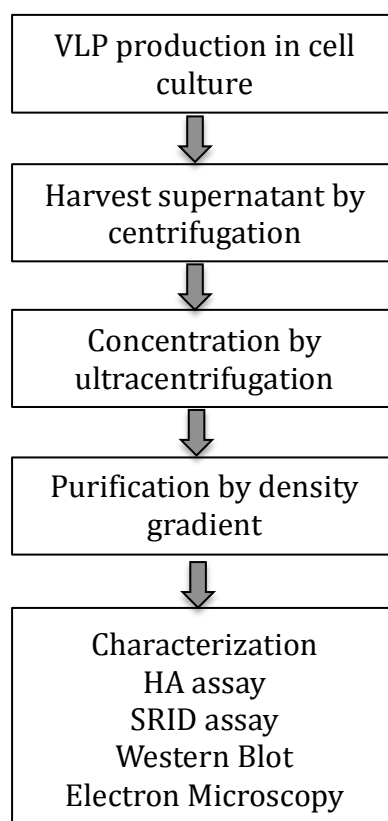 VLP production in cell
culture
Harvest supernatant by
centrifugation
Concentration by
ultracentrifugation
Purification by density
gradient
Characterization
HA assay
SRID assay
Western Blot
Electron Microscopy